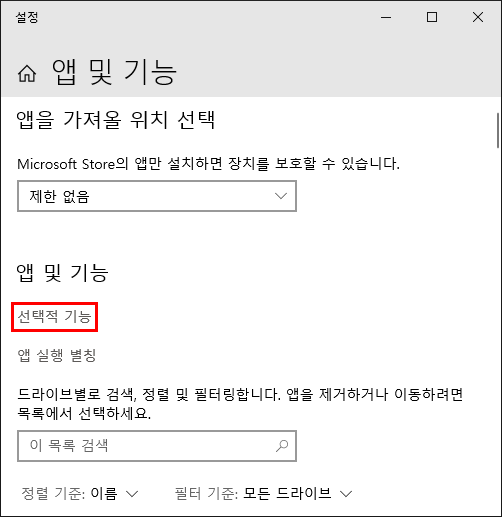 설정
앱 및 기능
앱을 가져올 위치 선택
Microsoft Store의 앱만 설치하면 장치를 보호할 수 있습니다.
제한 없음
앱 및 기능
선택적 기능
앱 실행 별칭
드라이브별로 검색, 정렬 및 필터링합니다. 앱을 제거하거나 이동하려면
목록에서 선택하세요.
이 목록 검색
정렬 기준: 이름 필터 기준: 모든 드라이브